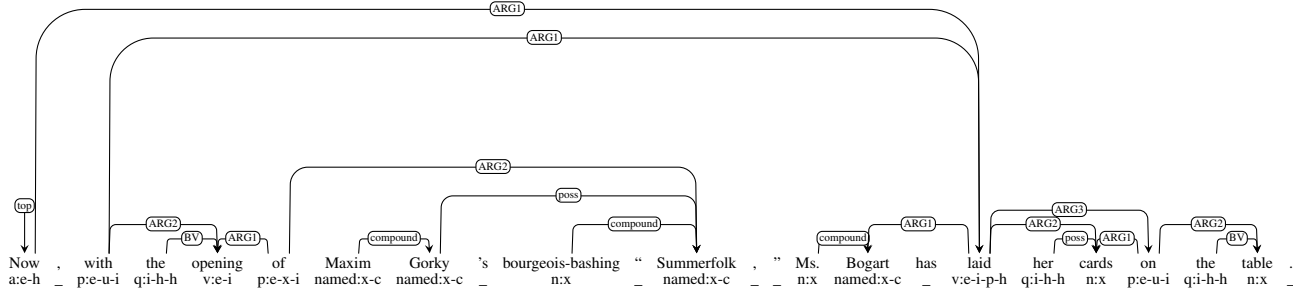 ARG1
ARG1
ARG2
top poss
ARG3
ARG2 compound ARG1 ARG2 ARG2
BV ARG1 compound compound poss ARG1 BV
Now , with the opening of Maxim Gorky 's bourgeois-bashing “ Summerfolk , ” Ms. Bogart has laid her cards on the table .
a:e-h _ p:e-u-i q:i-h-h v:e-i p:e-x-i named:x-c named:x-c _ n:x _ named:x-c _ _ n:x named:x-c _ v:e-i-p-h q:i-h-h n:x p:e-u-i q:i-h-h n:x _